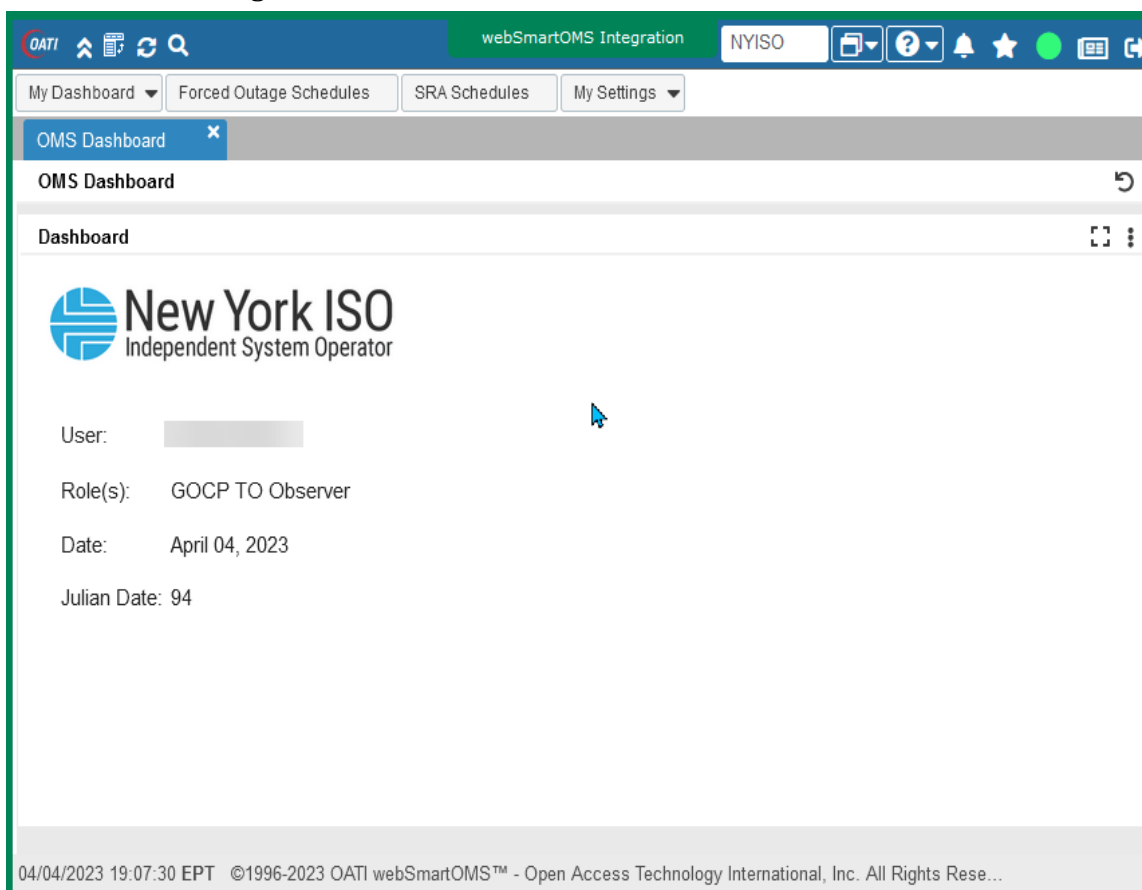 OATI webSmartOMS Integration NYISO
My Dashboard Forced Outage Schedules SRA Schedules My Settings
OMS Dashboard
OMS Dashboard
Dashboard
New York ISO
Independent System Operator
User:
Role(s): GOCP TO Observer
Date: April 04, 2023
Julian Date: 94
04/04/2023 19:07:30 EPT ©1996-2023 OATI webSmartOMS™ - Open Access Technology International, Inc. All Rights Rese...